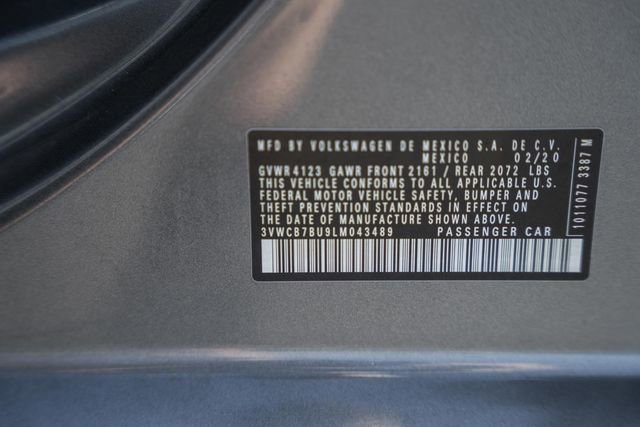 MFD BY VOLKSWAGEN DE MEXICO S.A. DE C.V.
MEXICO 02/20
GVWR 4123 GAWR FRONT 2161 / REAR 2072 LBS
THIS VEHICLE CONFORMS TO ALL APPLICABLE U.S.
FEDERAL MOTOR VEHICLE SAFETY, BUMPER AND
THEFT PREVENTION STANDARDS IN EFFECT ON
THE DATE OF MANUFACTURE SHOWN ABOVE.
3VWCB7BU9LM043489 PASSENGER CAR
1011077 3387 M